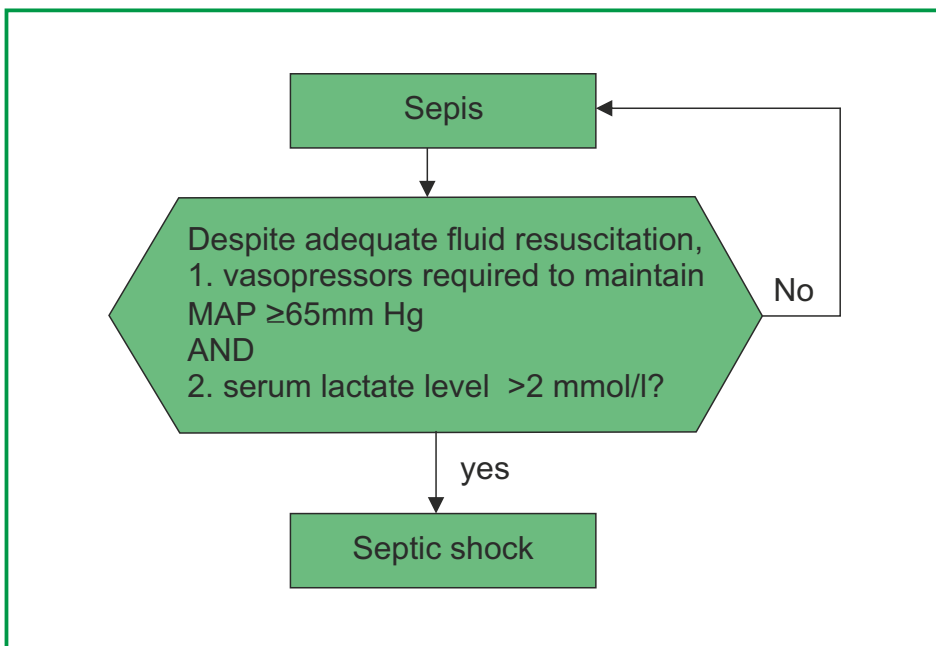 Sepis
Despite adequate fluid resuscitation,
1. vasopressors required to maintain
MAP ≥65mm Hg
AND
2. serum lactate level  >2 mmol/l?
No
yes
Septic shock